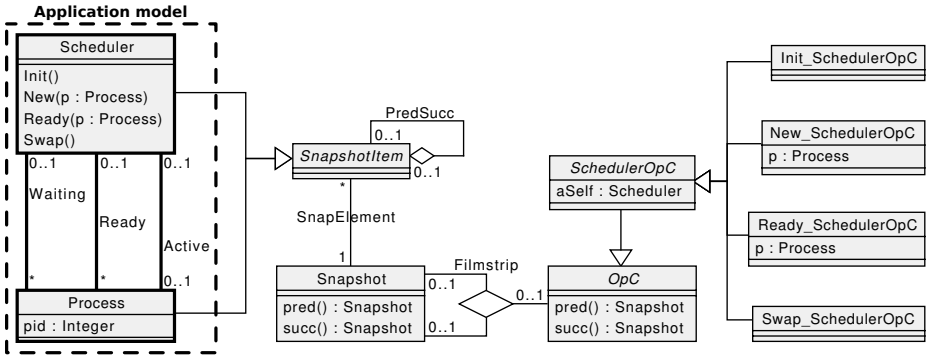 Application model
Scheduler
Init()
New(p : Process)
Ready(p : Process)
Swap()
0..1
0..1
0..1
Waiting
Ready
Active
*
*
0..1
Process
pid : Integer
PredSucc
0..1
SnapshotItem
0..1
*
SnapElement
1
Snapshot
pred() : Snapshot
succ() : Snapshot
Filmstrip
0..1
0..1
0..1
SchedulerOpC
aSelf : Scheduler
OpC
pred() : Snapshot
succ() : Snapshot
Init_SchedulerOpC
New_SchedulerOpC
p : Process
Ready_SchedulerOpC
p : Process
Swap_SchedulerOpC